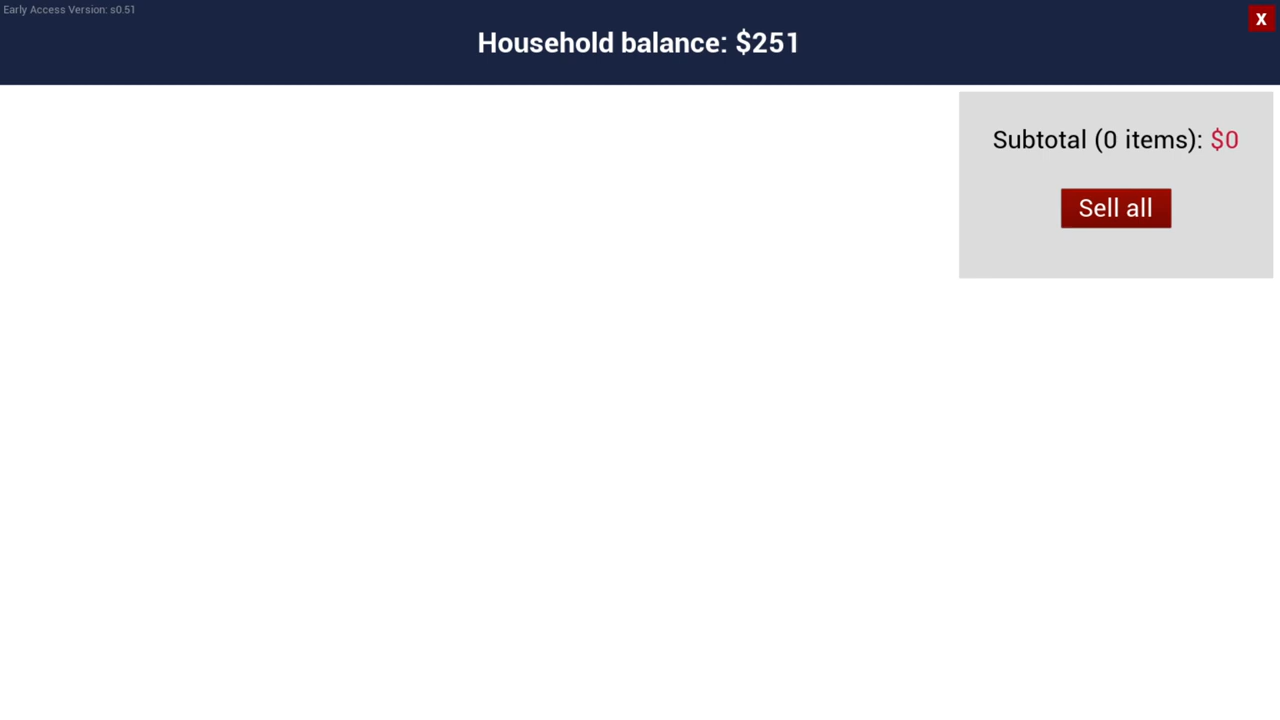 Early Access Version: s0.51
X
Household balance: $251
Subtotal (0 items): $0
Sell all